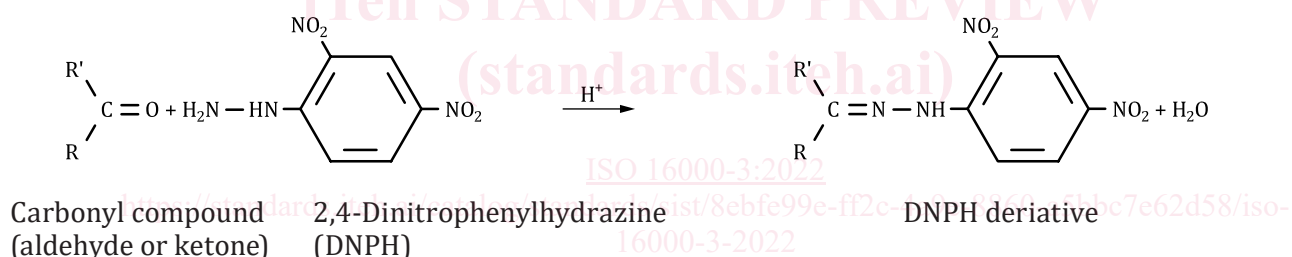 iTeh STANDARD PREVIEW
(standards.iteh.ai)
NO₂ NO₂
R' R'
C = O + H₂N — HN NO₂ H⁺ C = N — NH NO₂ + H₂O
R R
ISO 16000-3:2022
Carbonyl compound 2,4-Dinitrophenylhydrazine DNPH deriative
(aldehyde or ketone) (DNPH)
16000-3-2022